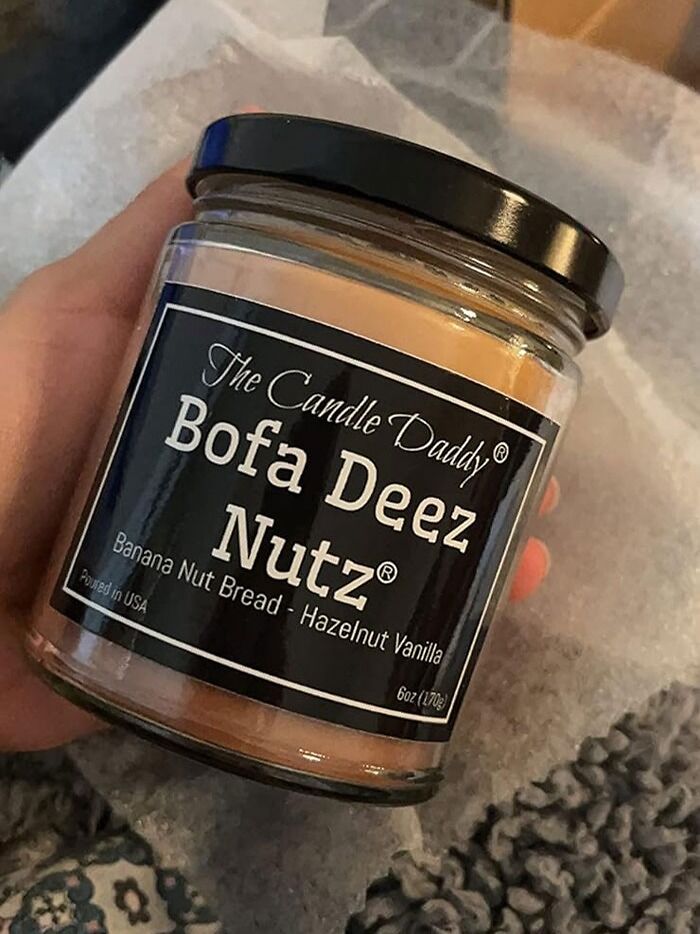 The Candle Daddy®
Bofa Deez
Nutz®
Banana Nut Bread - Hazelnut Vanilla
Poured in USA
6oz (170g)